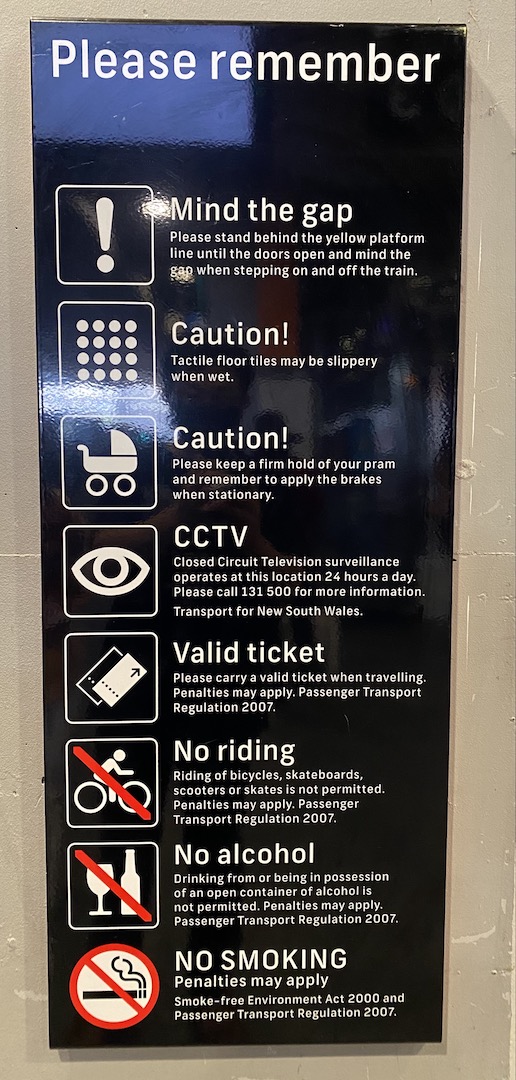 Please remember
Mind the gap
Please stand behind the yellow platform
line until the doors open and mind the
gap when stepping on and off the train.
Caution!
Tactile floor tiles may be slippery
when wet.
Caution!
Please keep a firm hold of your pram
and remember to apply the brakes
when stationary.
CCTV
Closed Circuit Television surveillance
operates at this location 24 hours a day.
Please call 131 500 for more information.
Transport for New South Wales.
Valid ticket
Please carry a valid ticket when travelling.
Penalties may apply. Passenger Transport
Regulation 2007.
No riding
Riding of bicycles, skateboards,
scooters or skates is not permitted.
Penalties may apply. Passenger
Transport Regulation 2007.
No alcohol
Drinking from or being in possession
of an open container of alcohol is
not permitted. Penalties may apply.
Passenger Transport Regulation 2007.
NO SMOKING
Penalties may apply
Smoke-free Environment Act 2000 and
Passenger Transport Regulation 2007.